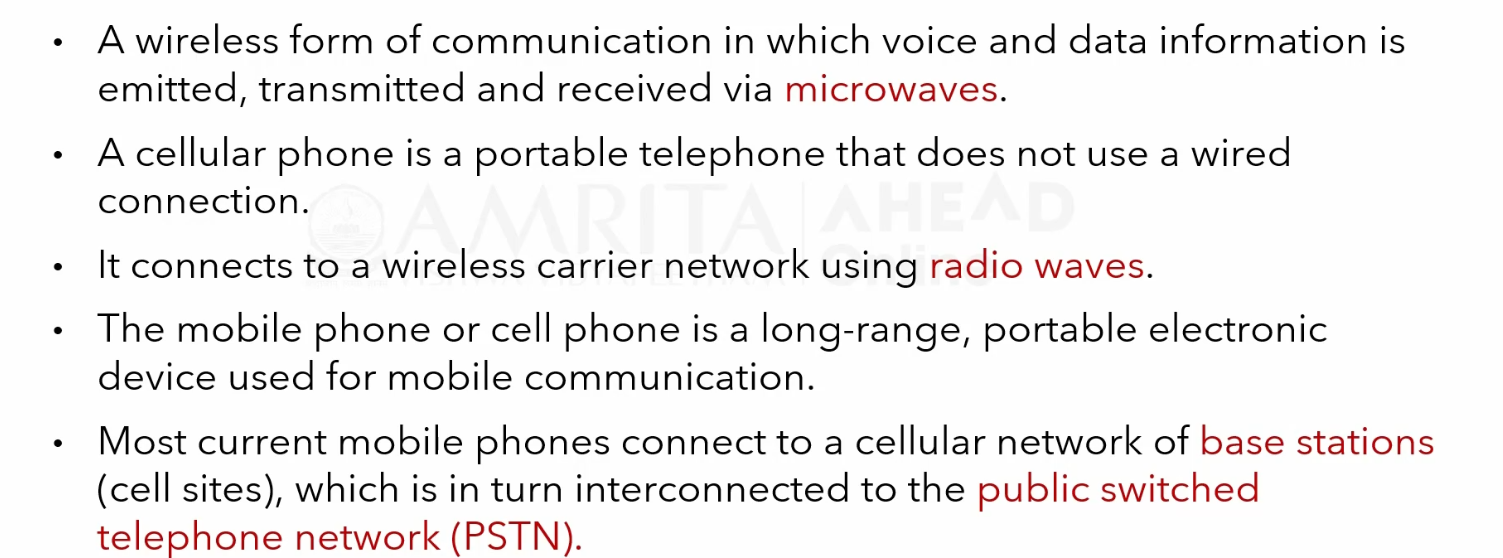 • A wireless form of communication in which voice and data information is
emitted, transmitted and received via microwaves.
• A cellular phone is a portable telephone that does not use a wired
connection.
AMRITA AHEAD
• It connects to a wireless carrier network using radio waves.
Online
• The mobile phone or cell phone is a long-range, portable electronic
device used for mobile communication.
• Most current mobile phones connect to a cellular network of base stations
(cell sites), which is in turn interconnected to the public switched
telephone network (PSTN).